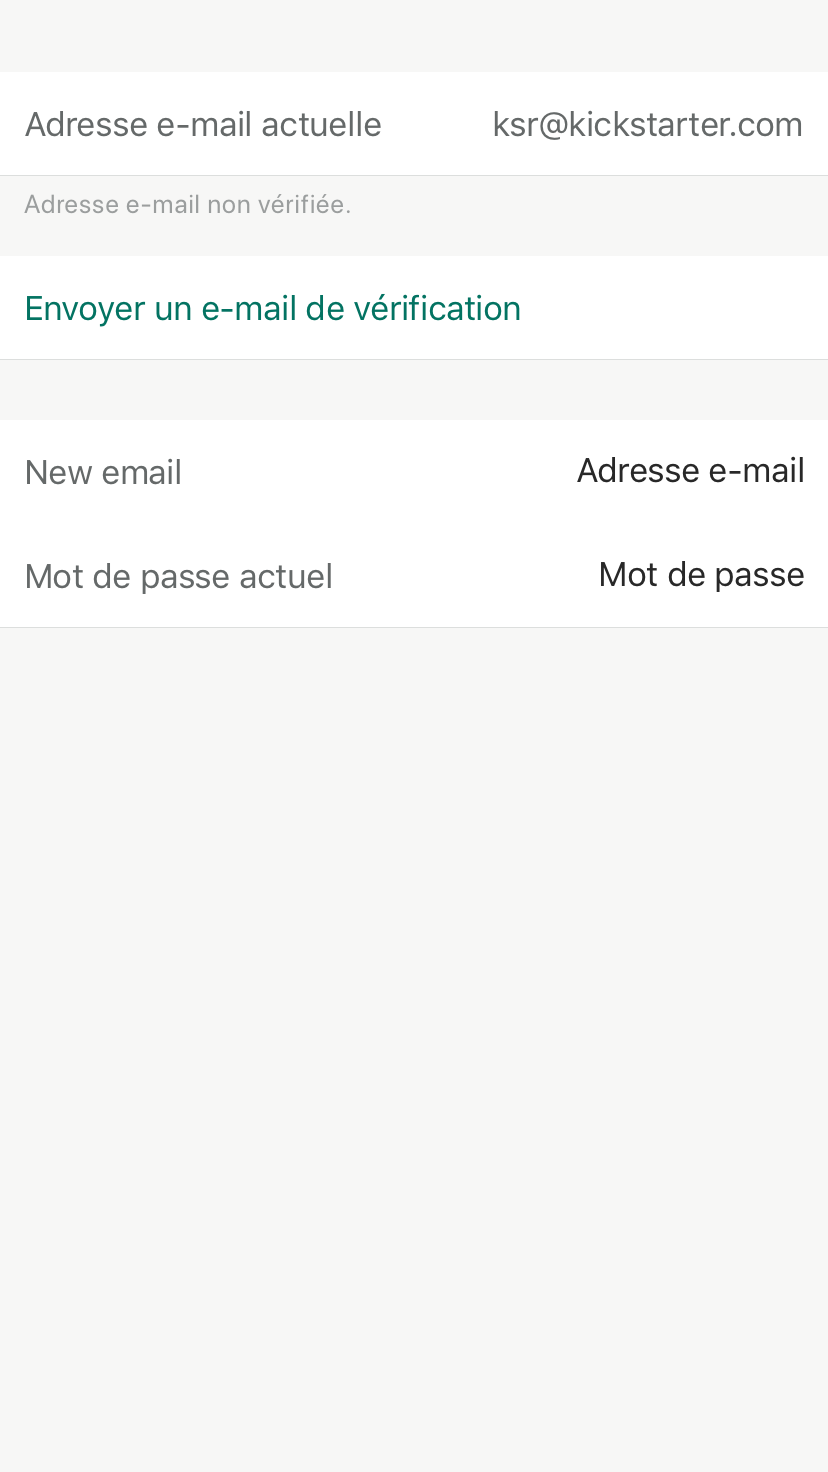 Adresse e-mail actuelle ksr@kickstarter.com
Adresse e-mail non vérifiée.
Envoyer un e-mail de vérification
New email Adresse e-mail
Mot de passe actuel Mot de passe